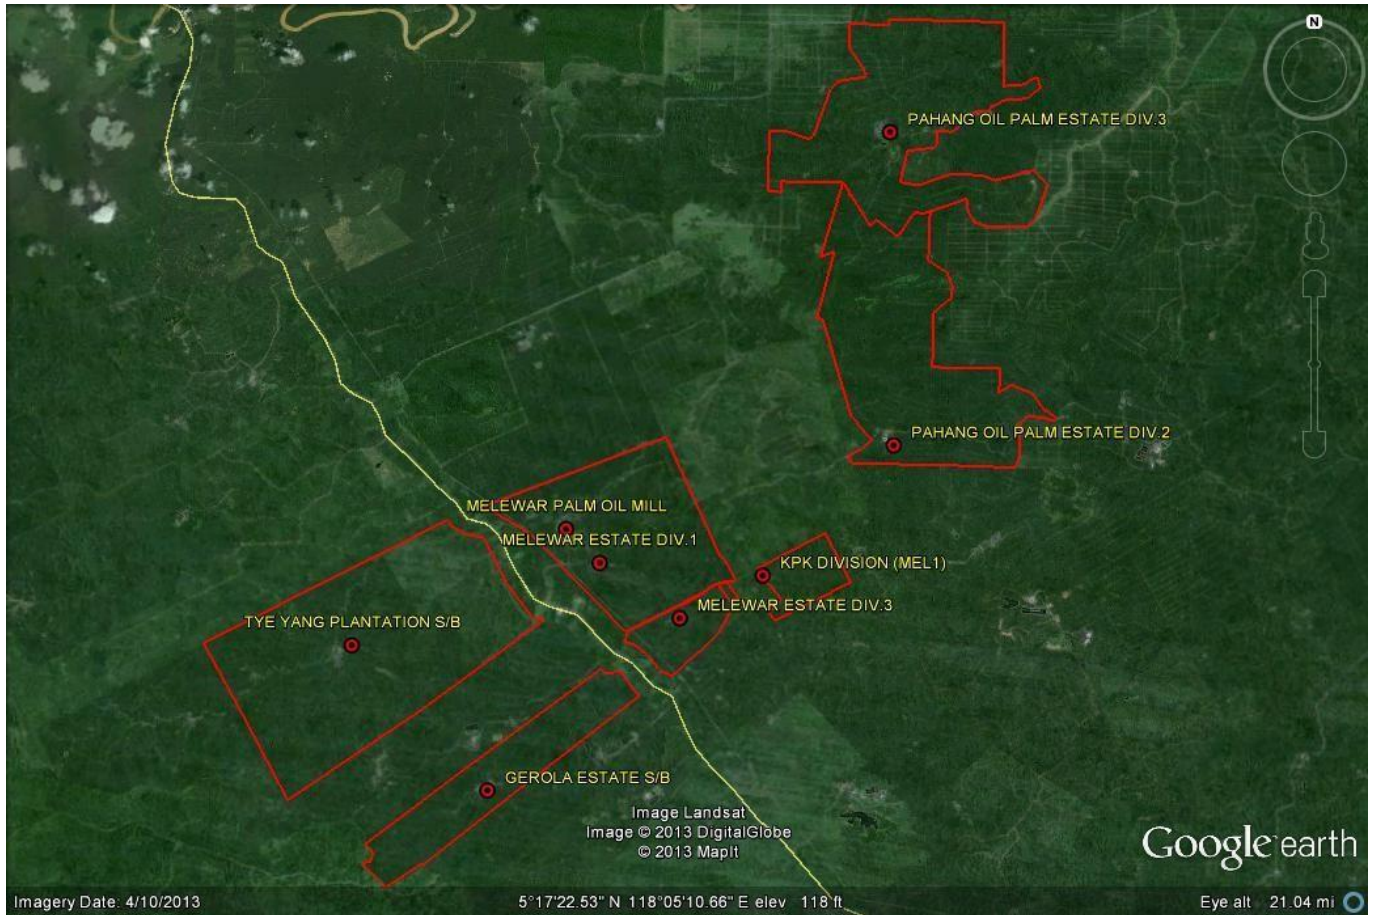 N
PAHANG OIL PALM ESTATE DIV.3
PAHANG OIL PALM ESTATE DIV.2
MELEWAR PALM OIL MILL
MELEWAR ESTATE DIV.1
KPK DIVISION (MEL1)
MELEWAR ESTATE DIV.3
TYE YANG PLANTATION S/B
GEROLA ESTATE S/B
Image Landsat
Image © 2013 DigitalGlobe
© 2013 MapIt
Google earth
Imagery Date: 4/10/2013
5°17'22.53" N 118°05'10.66" E elev 118 ft
Eye alt 21.04 mi